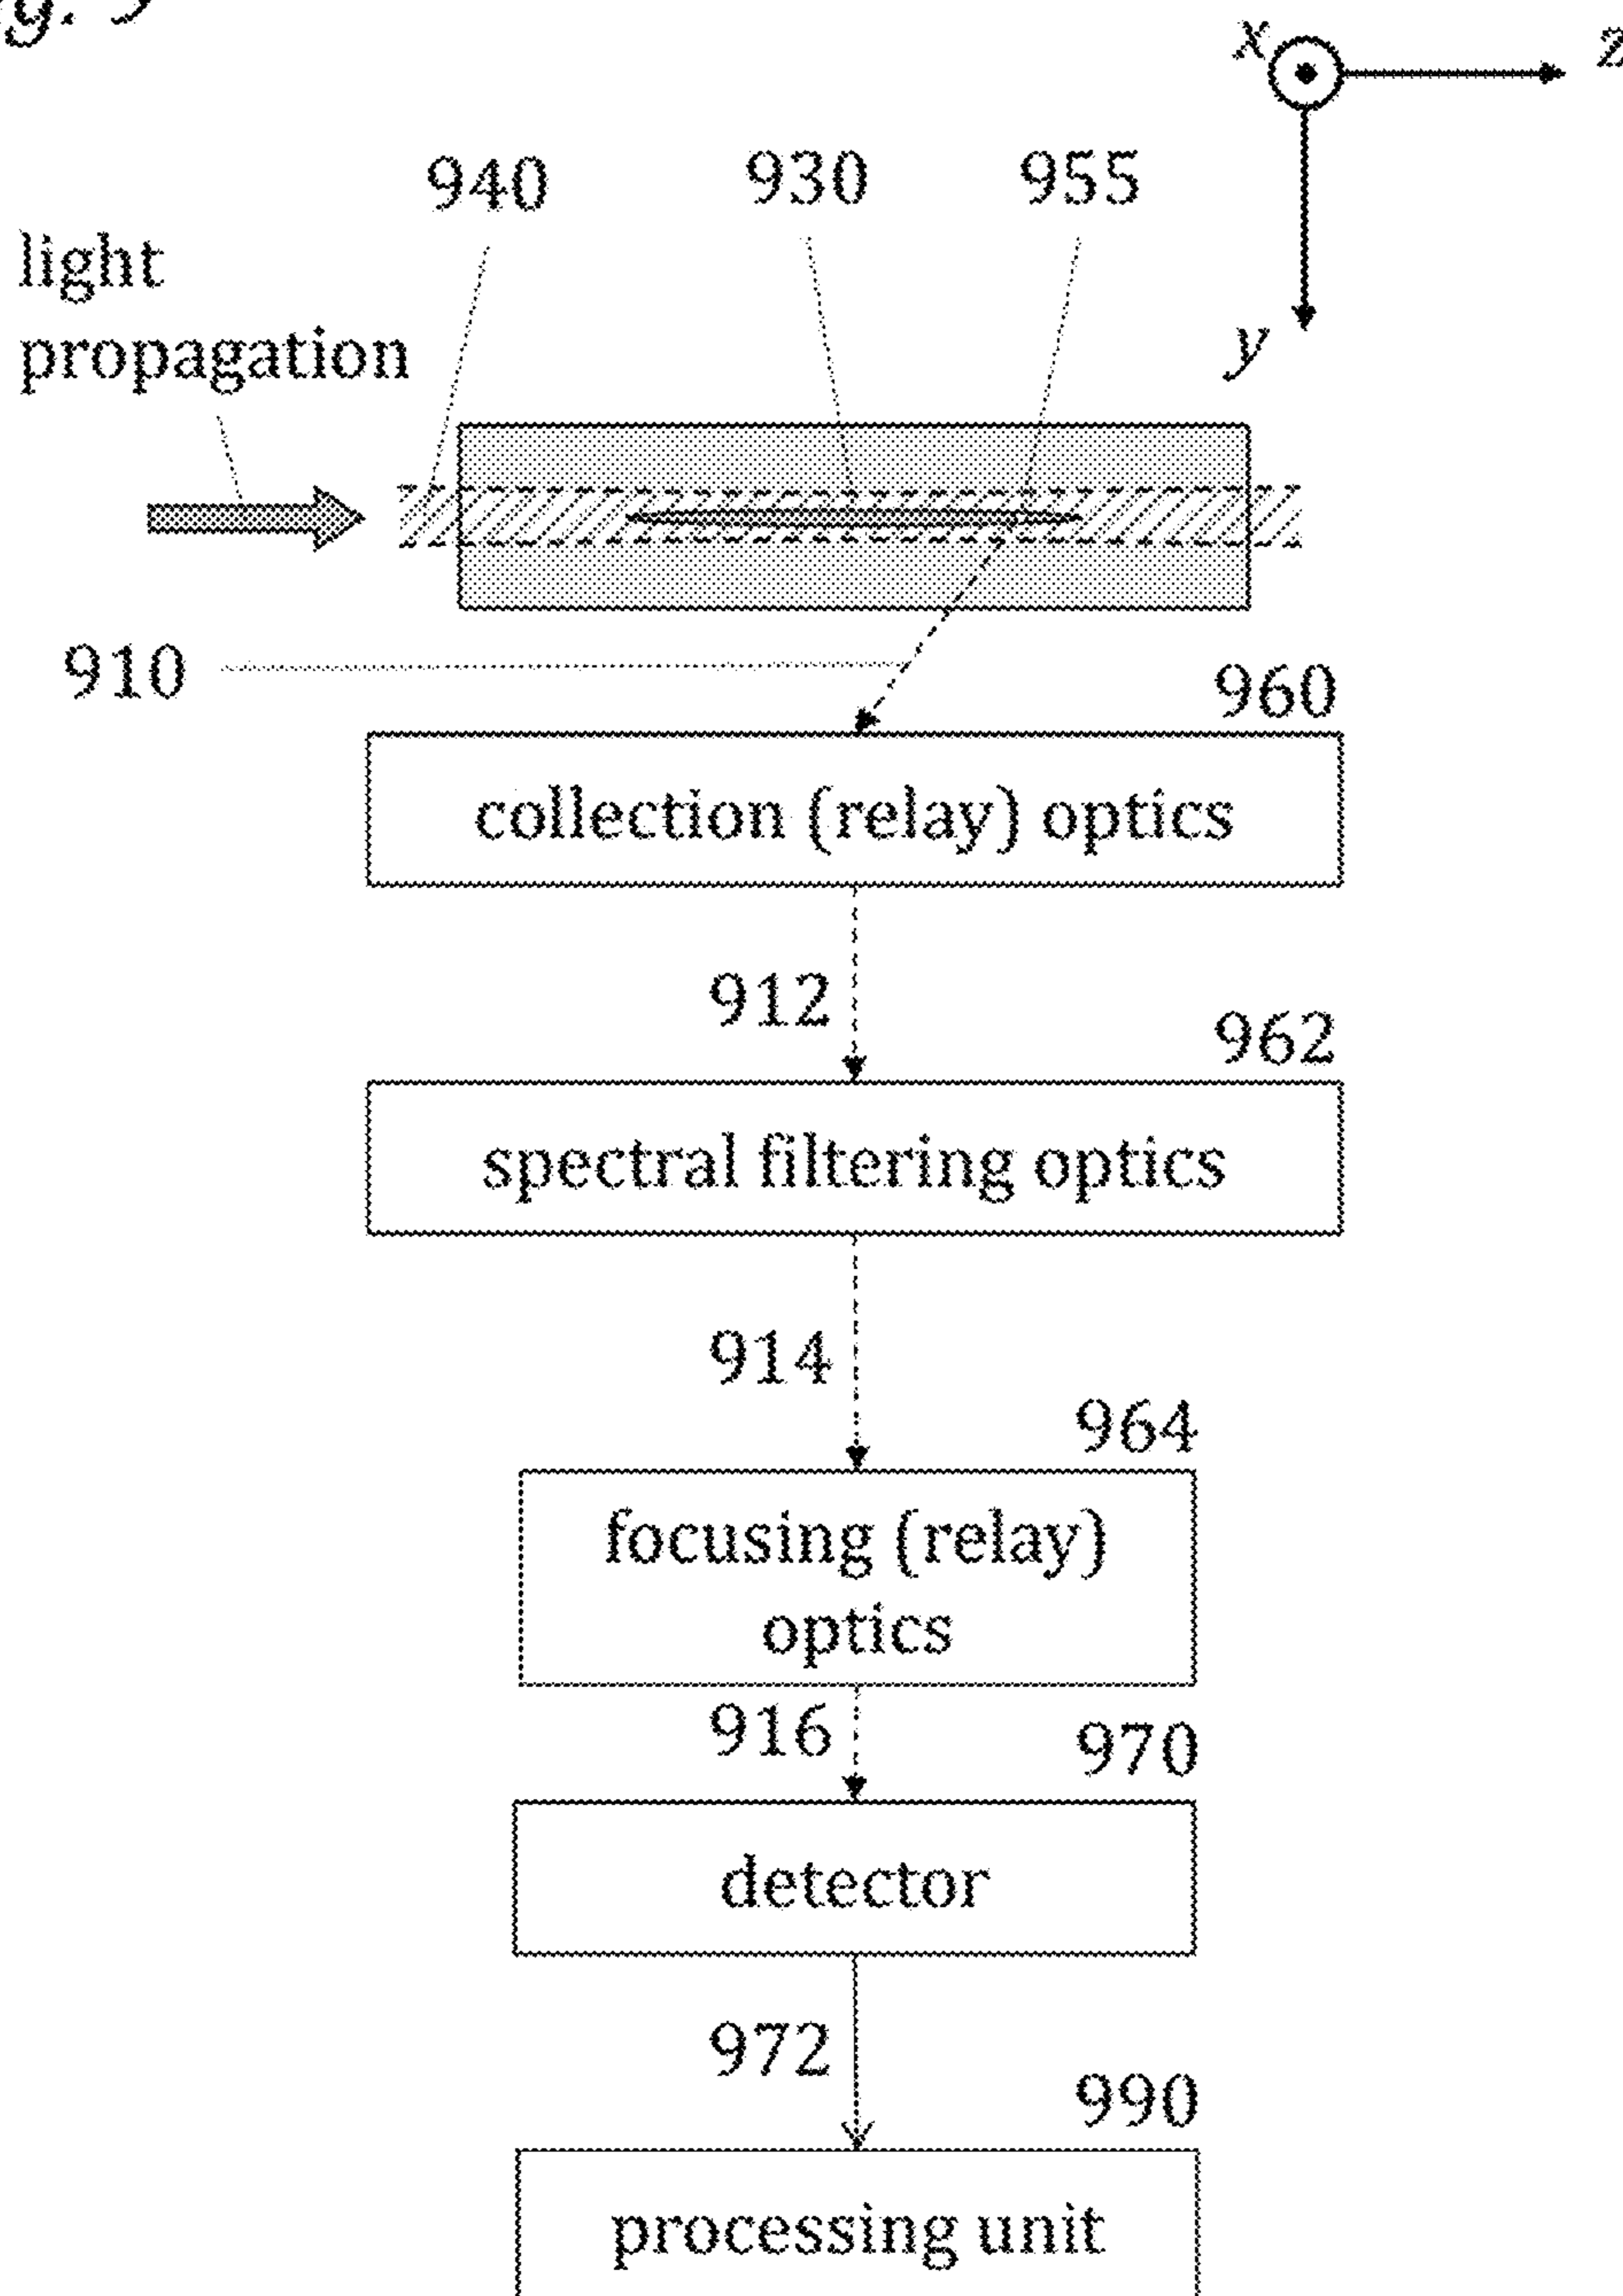 g. 9
x
z
940
930
955
light
propagation
y
910
960
collection (relay) optics
912
962
spectral filtering optics
914
964
focusing (relay)
optics
916
970
detector
972
990
processing unit